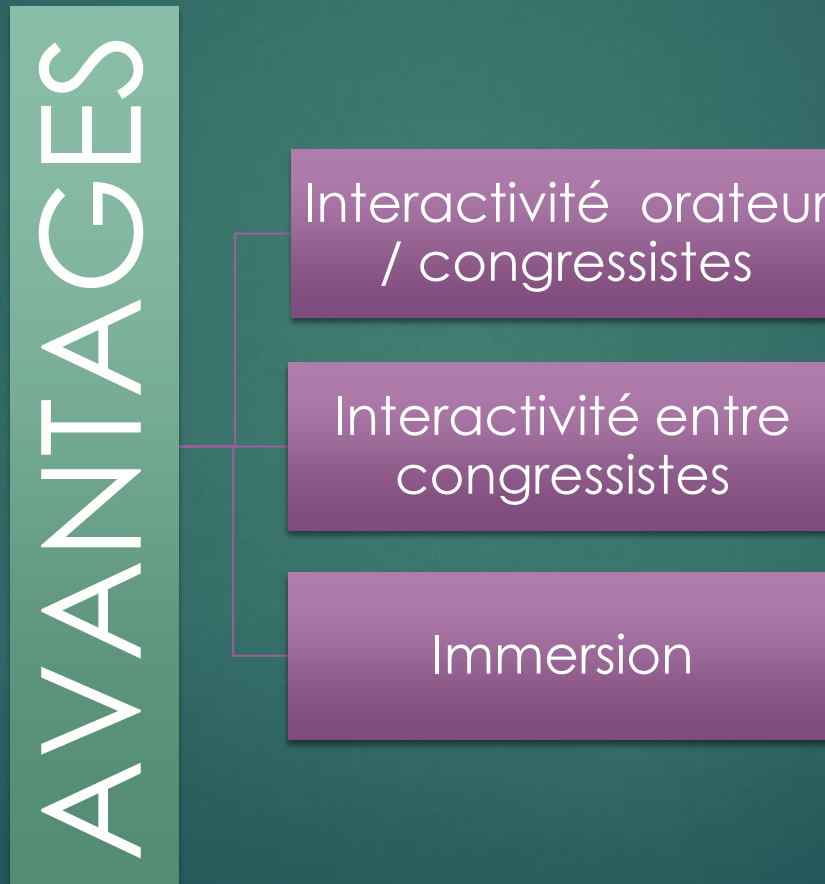 AVANTAGES
Interactivité orateur
/ congressistes
Interactivité entre
congressistes
Immersion